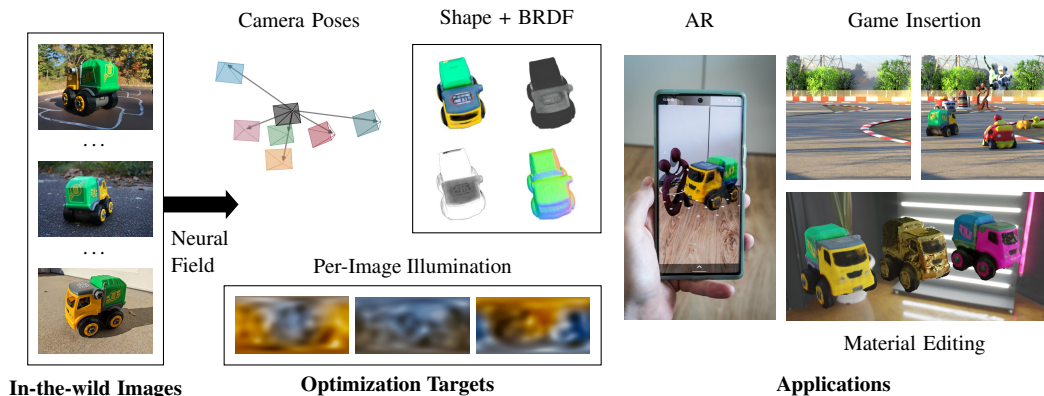 Camera Poses
Shape + BRDF
AR
Game Insertion
. . .
. . .
Neural
Field
Per-Image Illumination
Material Editing
In-the-wild Images
Optimization Targets
Applications